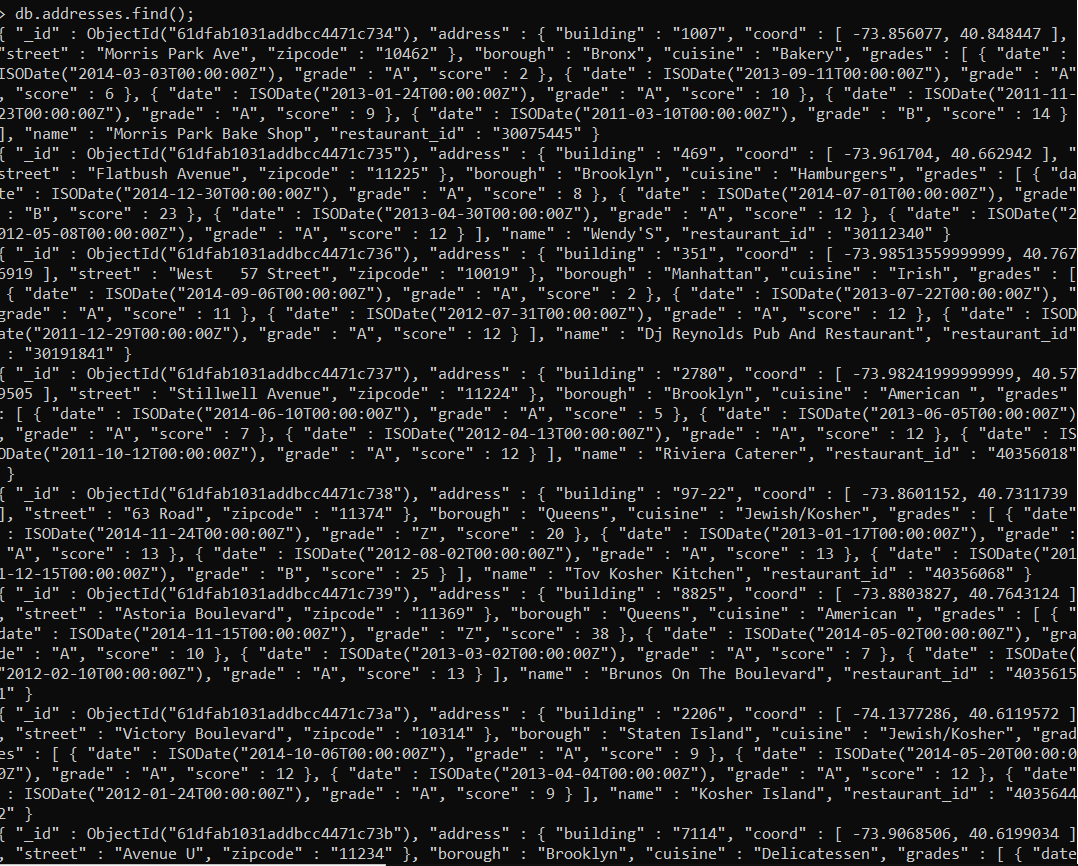 > db.addresses.find();
{ "_id" : ObjectId("61dfab1031addbcc4471c734"), "address" : { "building" : "1007", "coord" : [ -73.856077, 40.848447 ],
"street" : "Morris Park Ave", "zipcode" : "10462" }, "borough" : "Bronx", "cuisine" : "Bakery", "grades" : [ { "date" :
ISODate("2014-03-03T00:00:00Z"), "grade" : "A", "score" : 2 }, { "date" : ISODate("2013-09-11T00:00:00Z"), "grade" : "A"
, "score" : 6 }, { "date" : ISODate("2013-01-24T00:00:00Z"), "grade" : "A", "score" : 10 }, { "date" : ISODate("2011-11-
23T00:00:00Z"), "grade" : "A", "score" : 9 }, { "date" : ISODate("2011-03-10T00:00:00Z"), "grade" : "B", "score" : 14 }
], "name" : "Morris Park Bake Shop", "restaurant_id" : "30075445" }
{ "_id" : ObjectId("61dfab1031addbcc4471c735"), "address" : { "building" : "469", "coord" : [ -73.961704, 40.662942 ], "
street" : "Flatbush Avenue", "zipcode" : "11225" }, "borough" : "Brooklyn", "cuisine" : "Hamburgers", "grades" : [ { "da
te" : ISODate("2014-12-30T00:00:00Z"), "grade" : "A", "score" : 8 }, { "date" : ISODate("2014-07-01T00:00:00Z"), "grade"
: "B", "score" : 23 }, { "date" : ISODate("2013-04-30T00:00:00Z"), "grade" : "A", "score" : 12 }, { "date" : ISODate("2
012-05-08T00:00:00Z"), "grade" : "A", "score" : 12 } ], "name" : "Wendy'S", "restaurant_id" : "30112340" }
{ "_id" : ObjectId("61dfab1031addbcc4471c736"), "address" : { "building" : "351", "coord" : [ -73.98513559999999, 40.767
6919 ], "street" : "West   57 Street", "zipcode" : "10019" }, "borough" : "Manhattan", "cuisine" : "Irish", "grades" : [
{ "date" : ISODate("2014-09-06T00:00:00Z"), "grade" : "A", "score" : 2 }, { "date" : ISODate("2013-07-22T00:00:00Z"), "
grade" : "A", "score" : 11 }, { "date" : ISODate("2012-07-31T00:00:00Z"), "grade" : "A", "score" : 12 }, { "date" : ISOD
ate("2011-12-29T00:00:00Z"), "grade" : "A", "score" : 12 } ], "name" : "Dj Reynolds Pub And Restaurant", "restaurant_id"
: "30191841" }
{ "_id" : ObjectId("61dfab1031addbcc4471c737"), "address" : { "building" : "2780", "coord" : [ -73.98241999999999, 40.57
9505 ], "street" : "Stillwell Avenue", "zipcode" : "11224" }, "borough" : "Brooklyn", "cuisine" : "American ", "grades"
: [ { "date" : ISODate("2014-06-10T00:00:00Z"), "grade" : "A", "score" : 5 }, { "date" : ISODate("2013-06-05T00:00:00Z")
, "grade" : "A", "score" : 7 }, { "date" : ISODate("2012-04-13T00:00:00Z"), "grade" : "A", "score" : 12 }, { "date" : IS
ODate("2011-10-12T00:00:00Z"), "grade" : "A", "score" : 12 } ], "name" : "Riviera Caterer", "restaurant_id" : "40356018"
}
{ "_id" : ObjectId("61dfab1031addbcc4471c738"), "address" : { "building" : "97-22", "coord" : [ -73.8601152, 40.7311739
], "street" : "63 Road", "zipcode" : "11374" }, "borough" : "Queens", "cuisine" : "Jewish/Kosher", "grades" : [ { "date"
: ISODate("2014-11-24T00:00:00Z"), "grade" : "Z", "score" : 20 }, { "date" : ISODate("2013-01-17T00:00:00Z"), "grade" :
"A", "score" : 13 }, { "date" : ISODate("2012-08-02T00:00:00Z"), "grade" : "A", "score" : 13 }, { "date" : ISODate("201
1-12-15T00:00:00Z"), "grade" : "B", "score" : 25 } ], "name" : "Tov Kosher Kitchen", "restaurant_id" : "40356068" }
{ "_id" : ObjectId("61dfab1031addbcc4471c739"), "address" : { "building" : "8825", "coord" : [ -73.8803827, 40.7643124 ]
, "street" : "Astoria Boulevard", "zipcode" : "11369" }, "borough" : "Queens", "cuisine" : "American ", "grades" : [ { "
date" : ISODate("2014-11-15T00:00:00Z"), "grade" : "Z", "score" : 38 }, { "date" : ISODate("2014-05-02T00:00:00Z"), "gra
de" : "A", "score" : 10 }, { "date" : ISODate("2013-03-02T00:00:00Z"), "grade" : "A", "score" : 7 }, { "date" : ISODate(
"2012-02-10T00:00:00Z"), "grade" : "A", "score" : 13 } ], "name" : "Brunos On The Boulevard", "restaurant_id" : "4035615
1" }
{ "_id" : ObjectId("61dfab1031addbcc4471c73a"), "address" : { "building" : "2206", "coord" : [ -74.1377286, 40.6119572 ]
, "street" : "Victory Boulevard", "zipcode" : "10314" }, "borough" : "Staten Island", "cuisine" : "Jewish/Kosher", "grad
es" : [ { "date" : ISODate("2014-10-06T00:00:00Z"), "grade" : "A", "score" : 9 }, { "date" : ISODate("2014-05-20T00:00:0
0Z"), "grade" : "A", "score" : 12 }, { "date" : ISODate("2013-04-04T00:00:00Z"), "grade" : "A", "score" : 12 }, { "date"
: ISODate("2012-01-24T00:00:00Z"), "grade" : "A", "score" : 9 } ], "name" : "Kosher Island", "restaurant_id" : "4035644
2" }
{ "_id" : ObjectId("61dfab1031addbcc4471c73b"), "address" : { "building" : "7114", "coord" : [ -73.9068506, 40.6199034 ]
, "street" : "Avenue U", "zipcode" : "11234" }, "borough" : "Brooklyn", "cuisine" : "Delicatessen", "grades" : [ { "date